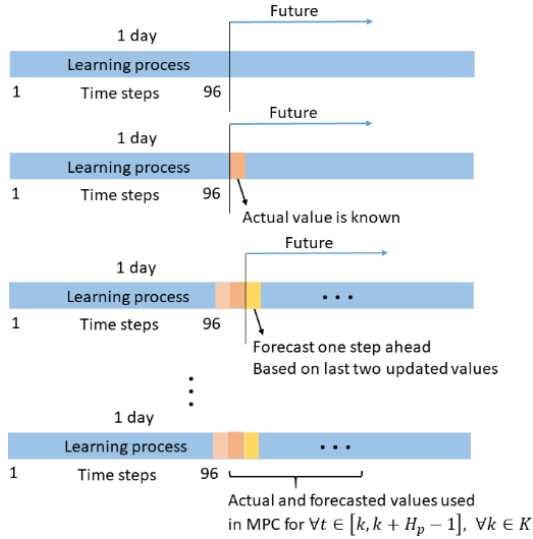 Future
1 day
Learning process
1 Time steps 96
Future
1 day
Learning process
1 Time steps 96
Actual value is known
Future
1 day
Learning process
1 Time steps 96
Forecast one step ahead
Based on last two updated values
1 day
Learning process
1 Time steps 96
Actual and forecasted values used
in MPC for ∀t ∈ [k, k + Hₚ − 1], ∀k ∈ K